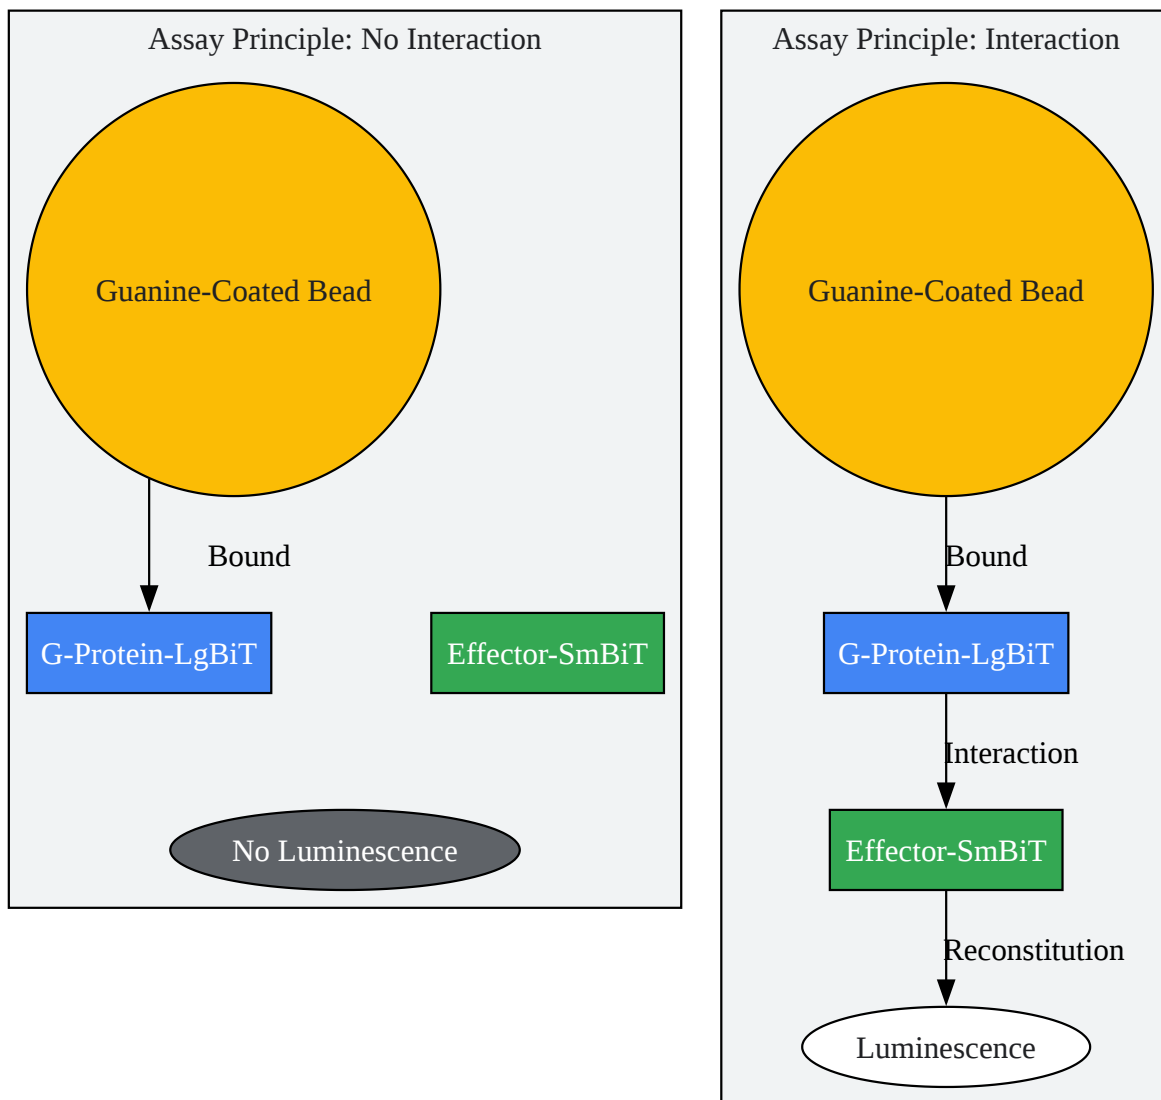 Assay Principle: No Interaction
Guanine-Coated Bead
Bound
G-Protein-LgBiT
Effector-SmBiT
No Luminescence
Assay Principle: Interaction
Guanine-Coated Bead
Bound
G-Protein-LgBiT
Interaction
Effector-SmBiT
Reconstitution
Luminescence